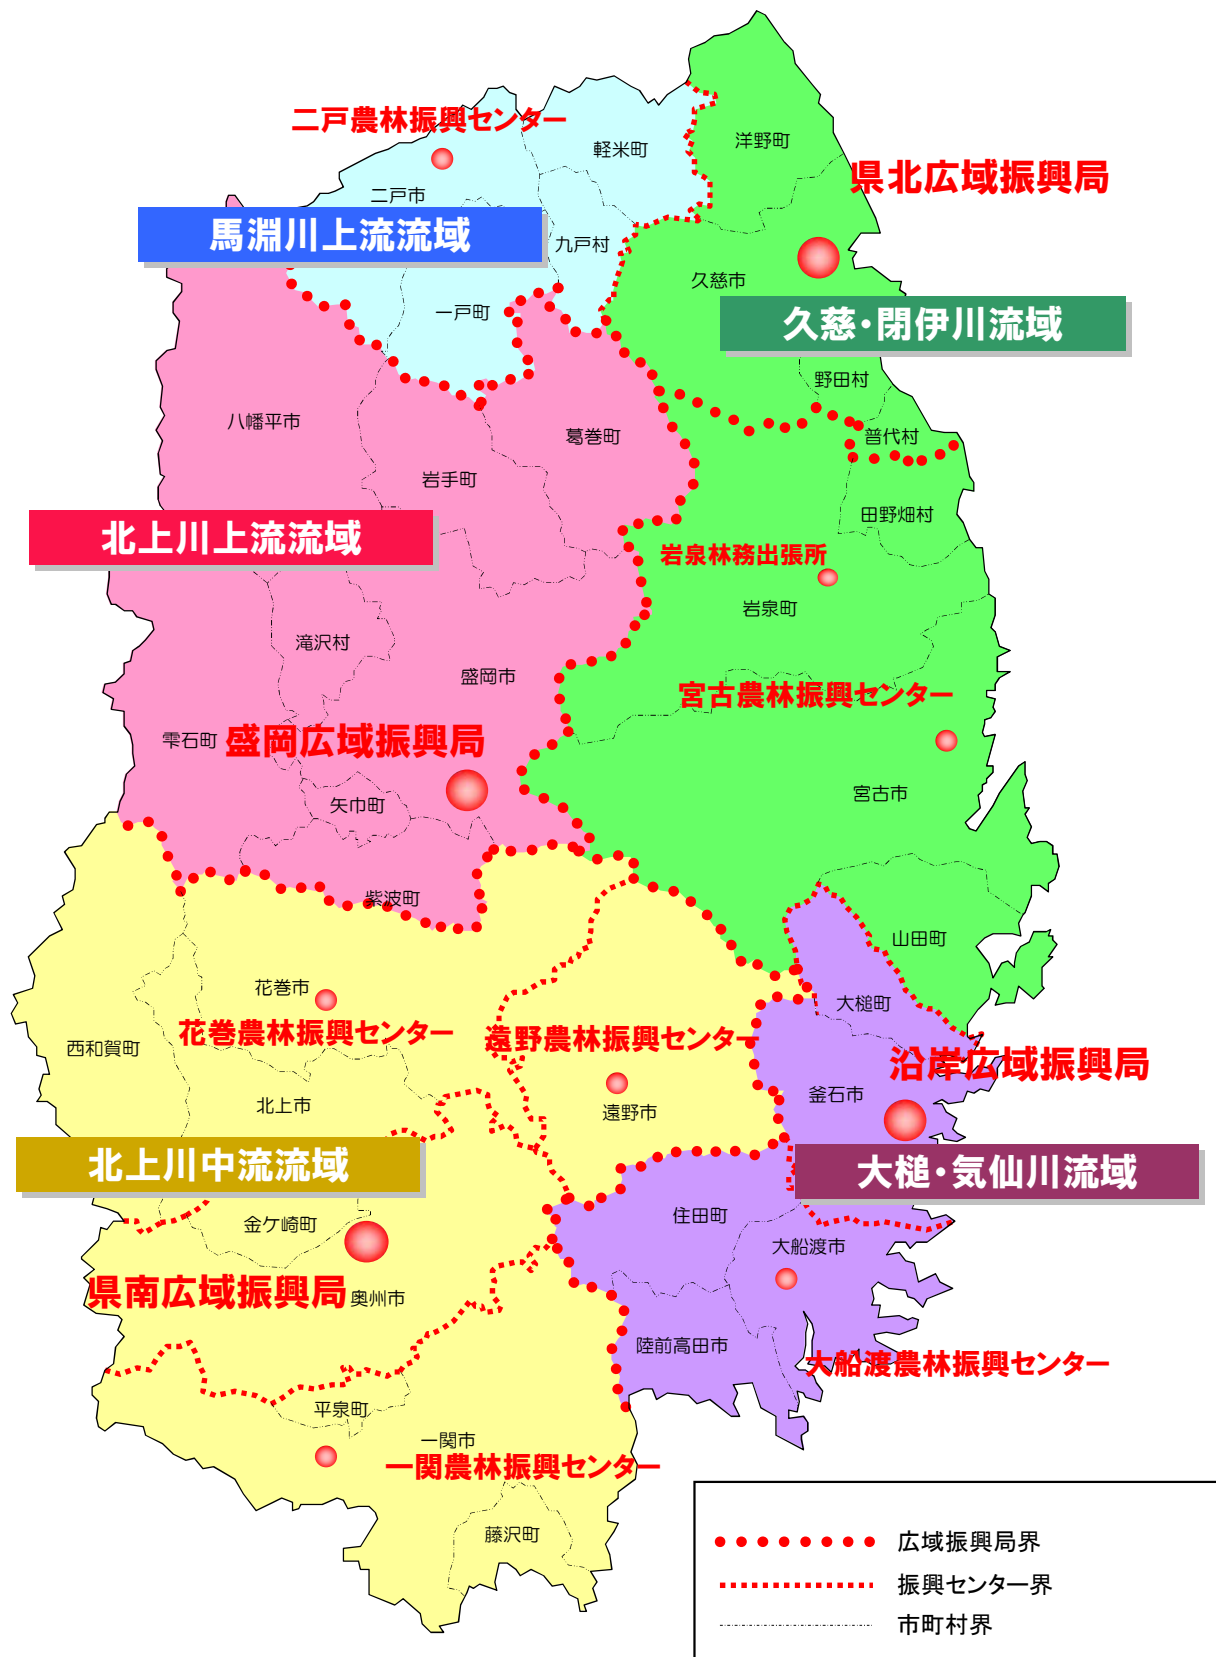 二戸農林振興センター
軽米町
洋野町
県北広域振興局
二戸市
馬淵川上流流域
九戸村
久慈市
一戸町
久慈・閉伊川流域
野田村
八幡平市
葛巻町
普代村
岩手町
田野畑村
北上川上流流域
岩泉林務出張所
岩泉町
滝沢村
盛岡市
宮古農林振興センター
雫石町
盛岡広域振興局
宮古市
矢巾町
紫波町
山田町
花巻市
大槌町
花巻農林振興センター
遠野農林振興センター
西和賀町
沿岸広域振興局
釜石市
北上市
遠野市
北上川中流流域
大槌・気仙川流域
住田町
金ケ崎町
大船渡市
県南広域振興局
奥州市
陸前高田市
大船渡農林振興センター
平泉町
一関市
一関農林振興センター
藤沢町
広域振興局界
振興センター界
市町村界